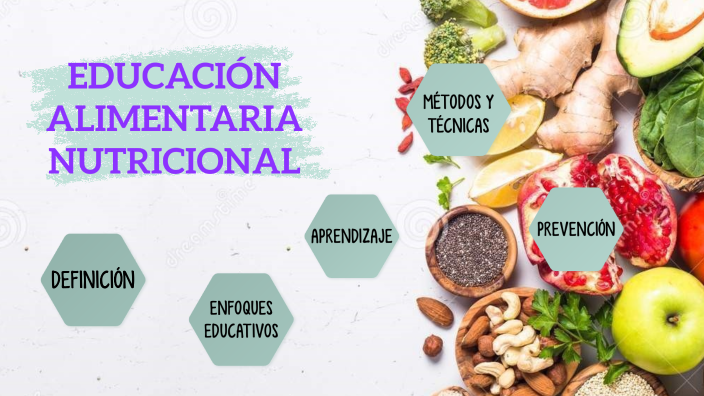 EDUCACIÓN
ALIMENTARIA
NUTRICIONAL
MÉTODOS Y
TÉCNICAS
APRENDIZAJE
PREVENCIÓN
DEFINICIÓN
ENFOQUES
EDUCATIVOS